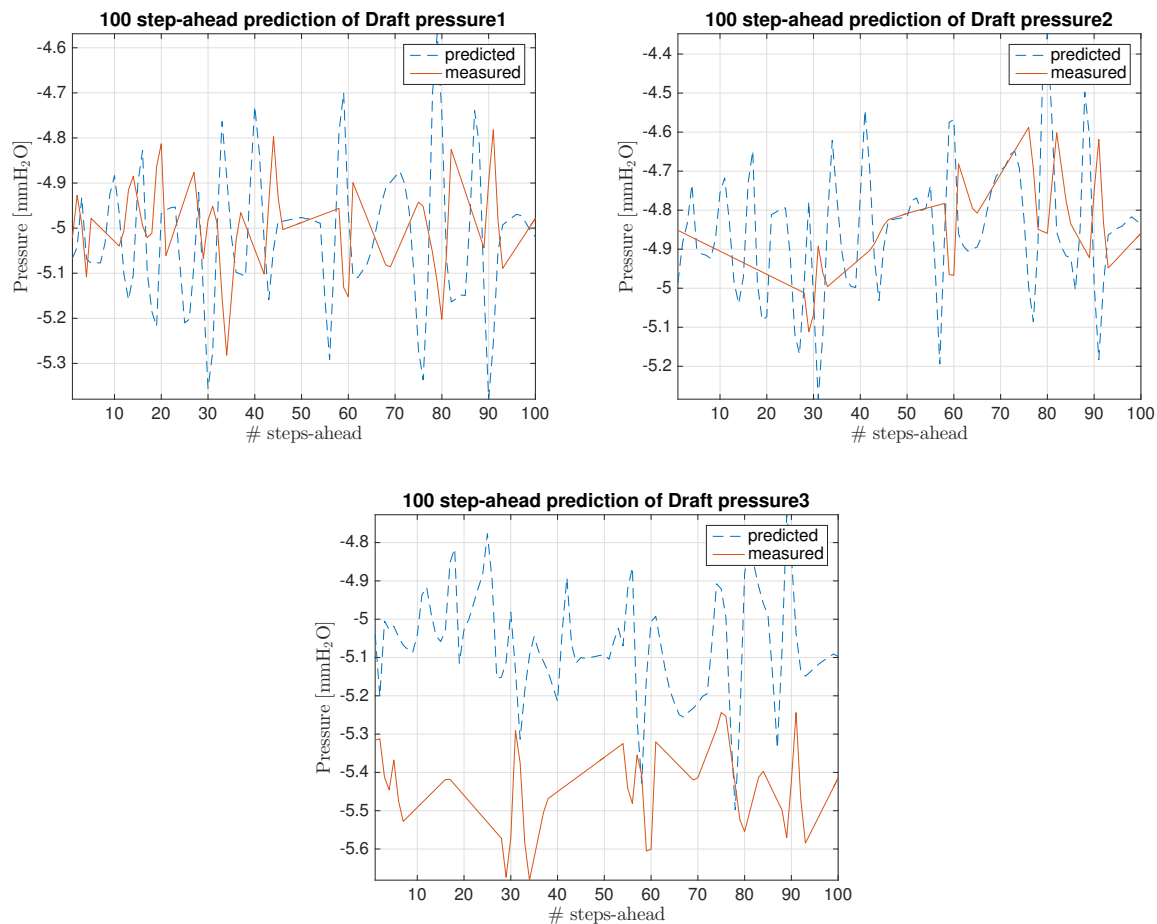 100 step-ahead prediction of Draft pressure1
predicted
measured
-4.6
-4.7
-4.8
-4.9
-5
-5.1
-5.2
-5.3
Pressure [mmH₂O]
10 20 30 40 50 60 70 80 90 100
# steps-ahead
100 step-ahead prediction of Draft pressure2
predicted
measured
-4.4
-4.5
-4.6
-4.7
-4.8
-4.9
-5
-5.1
-5.2
Pressure [mmH₂O]
10 20 30 40 50 60 70 80 90 100
# steps-ahead
100 step-ahead prediction of Draft pressure3
predicted
measured
-4.8
-4.9
-5
-5.1
-5.2
-5.3
-5.4
-5.5
-5.6
Pressure [mmH₂O]
10 20 30 40 50 60 70 80 90 100
# steps-ahead